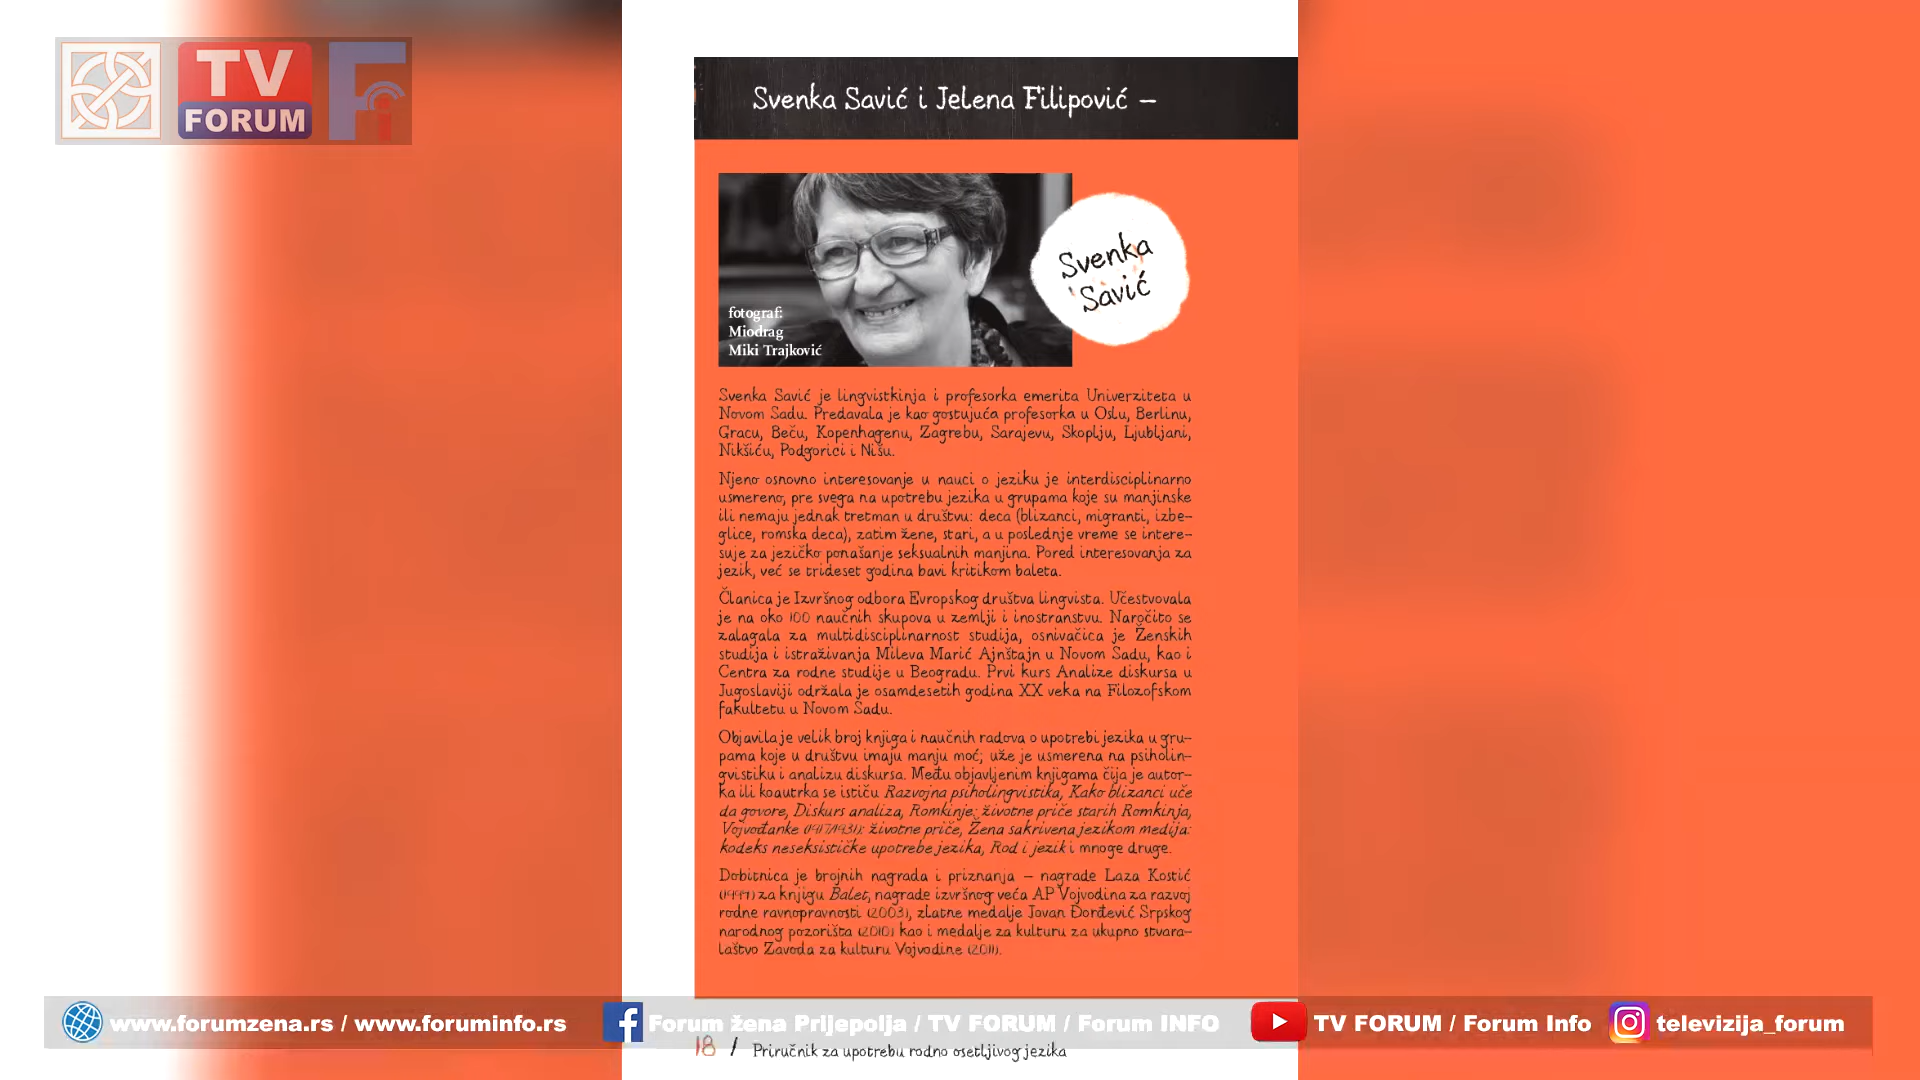 TV
FORUM
Svenka Savić i Jelena Filipović –
fotograf:
Miodrag
Miki Trajković
Svenka
Savić
Svenka Savić je lingvistkinja i profesorka emerita Univerziteta u
Novom Sadu. Predavala je kao gostujuća profesorka u Oslu, Berlinu,
Gracu, Beču, Kopenhagenu, Zagrebu, Sarajevu, Skoplju, Ljubljani,
Nikšiću, Podgorici i Nišu.
Njeno osnovno interesovanje u nauci o jeziku je interdisciplinarno
usmereno, pre svega na upotrebu jezika u grupama koje su manjinske
ili nemaju jednak tretman u društvu: deca (blizanci, migranti, izbe-
glice, romska deca), zatim žene, stari, a u poslednje vreme se intere-
suje za jezičko ponašanje seksualnih manjina. Pored interesovanja za
jezik, već se trideset godina bavi kritikom baleta.
Članica je Izvršnog odbora Evropskog društva lingvista. Učestvovala
je na oko 100 naučnih skupova u zemlji i inostranstvu. Naročito se
zalagala za multidisciplinarnost studija, osnivačica je Ženskih
studija i istraživanja Mileva Marić Ajnštajn u Novom Sadu, kao i
Centra za rodne studije u Beogradu. Prvi kurs Analize diskursa u
Jugoslaviji održala je osamdesetih godina XX veka na Filozofskom
fakultetu u Novom Sadu.
Objavila je velik broj knjiga i naučnih radova o upotrebi jezika u gru-
pama koje u društvu imaju manju moć; uže je usmerena na psiholin-
gvistiku i analizu diskursa. Među objavljenim knjigama čija je autor-
ka ili koautrka se ističu Razvojna psiholingvistika, Kako blizanci uče
da govore, Diskurs analiza, Romkinje: životne priče starih Romkinja,
Vojvođanke (1917/1931): životne priče, Žena sakrivena jezikom medija:
kodeks neseksističke upotrebe jezika, Rod i jezik i mnoge druge.
Dobitnica je brojnih nagrada i priznanja – nagrade Laza Kostić
za knjigu Balet, nagrade izvršnog veća AP Vojvodina za razvoj
rodne ravnopravnosti (2003), zlatne medalje Jovan Đorđević Srpskog
narodnog pozorišta (2010) kao i medalje za kulturu za ukupno stvara-
laštvo Zavoda za kulturu Vojvodine (2011).
www.forumzena.rs / www.foruminfo.rs
Forum žena Prijepolja / TV FORUM / Forum INFO
TV FORUM / Forum Info
televizija_forum
18 / Priručnik za upotrebu rodno osetljivog jezika